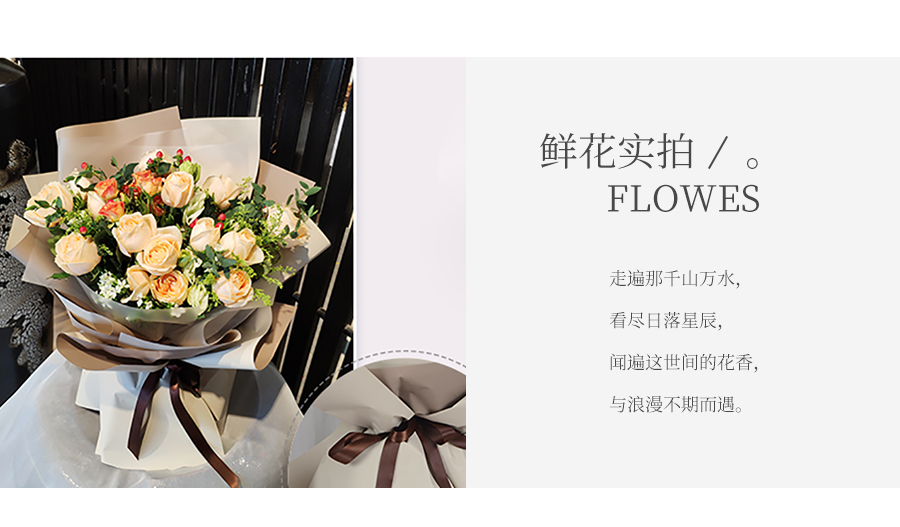 鲜花实拍 / 。
FLOWES
走遍那千山万水，
看尽日落星辰，
闻遍这世间的花香，
与浪漫不期而遇。